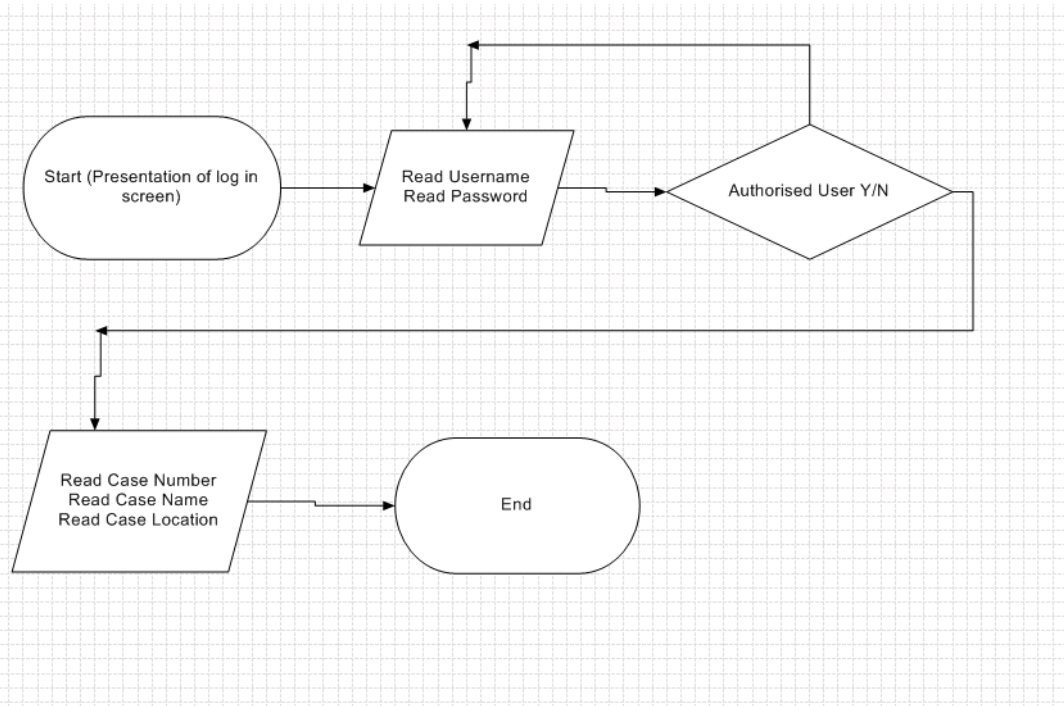 Start (Presentation of log in
screen)
Read Username
Read Password
Authorised User Y/N
Read Case Number
Read Case Name
Read Case Location
End